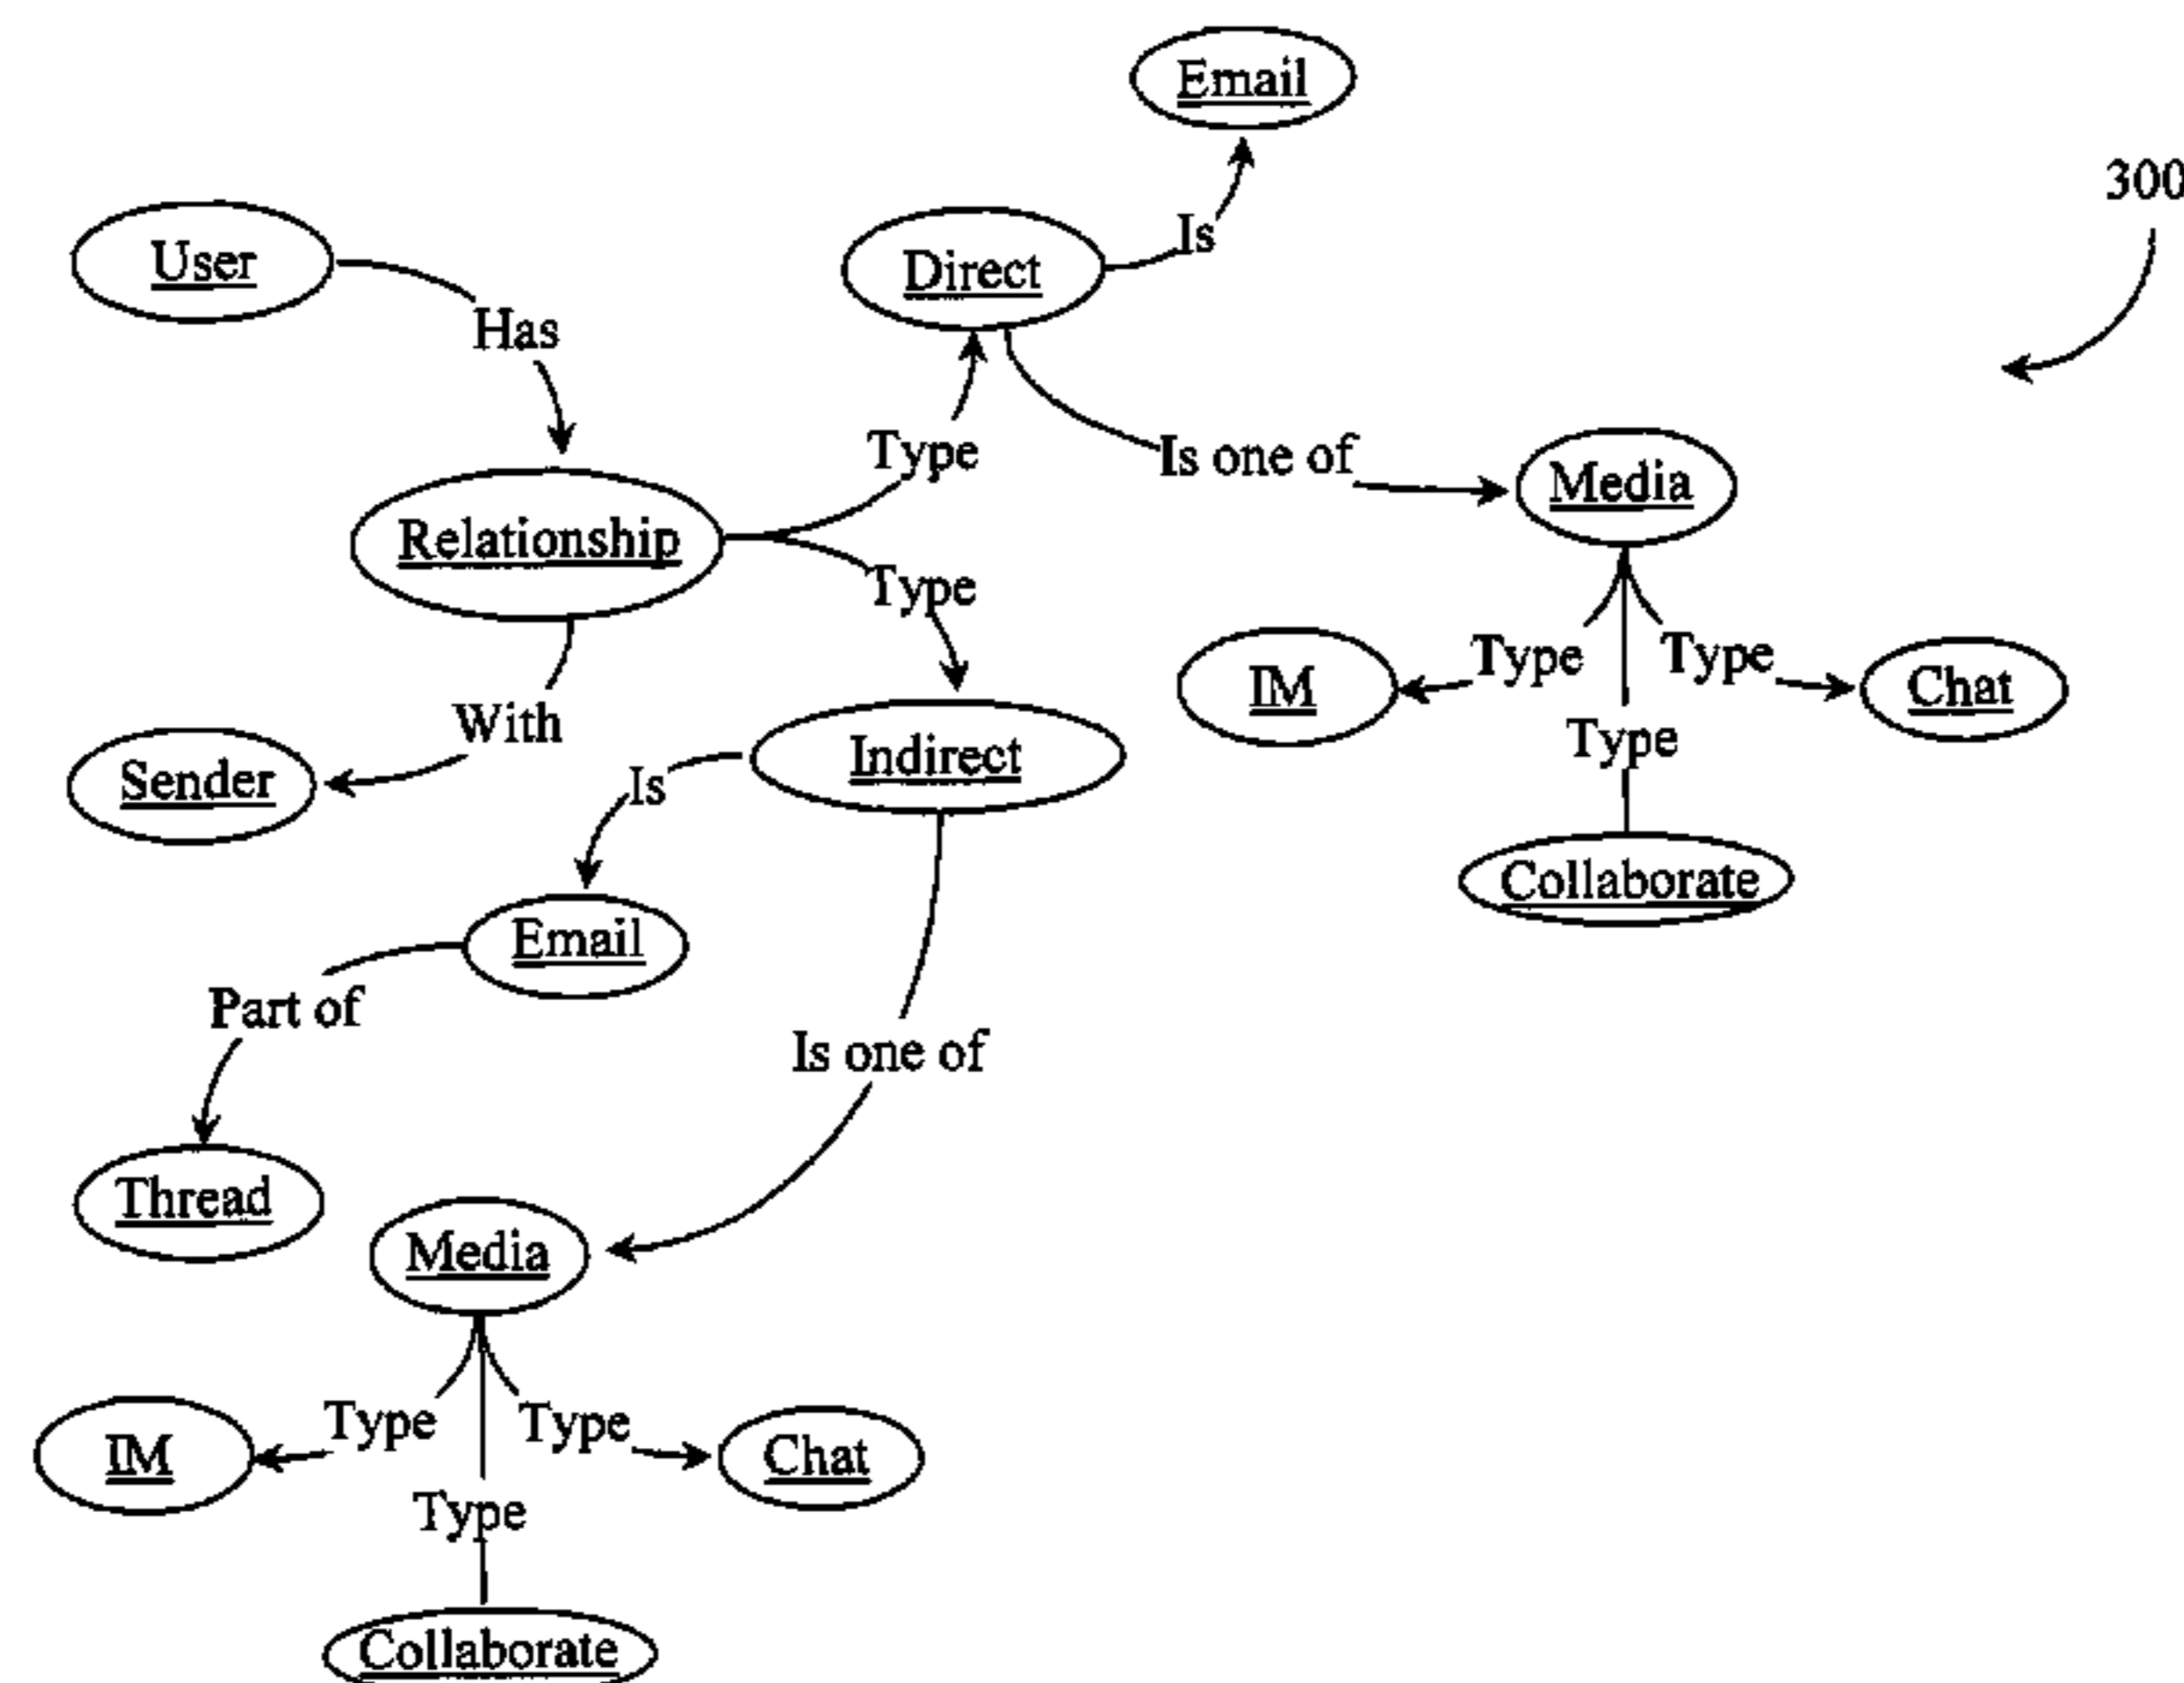 Email
300
User
Direct
Is
Has
Type
Is one of
Media
Relationship
Type
Type
Type
IM
Chat
With
Type
Sender
Indirect
Is
Collaborate
Email
Part of
Is one of
Thread
Media
Type
Type
IM
Chat
Type
Collaborate